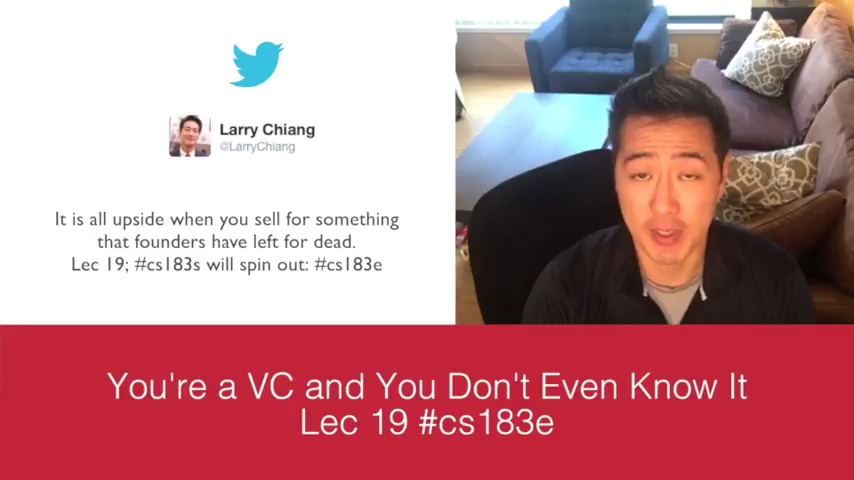 Larry Chiang
@LarryChiang
It is all upside when you sell for something
that founders have left for dead.
Lec 19; #cs183s will spin out: #cs183e
You're a VC and You Don't Even Know It
Lec 19 #cs183e